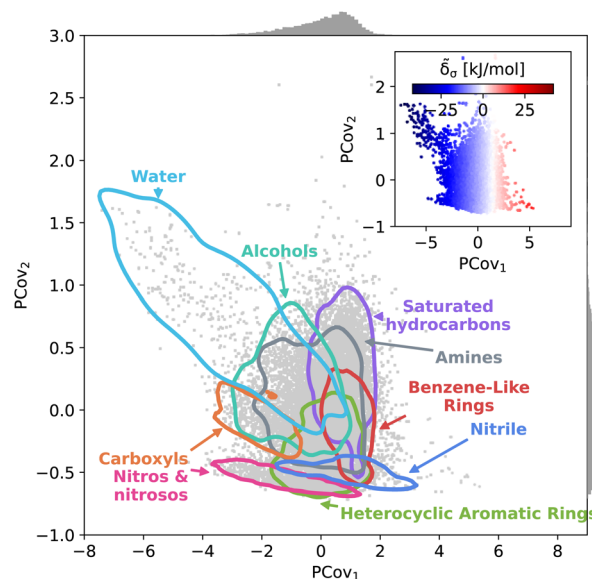 3.0
2.5
2.0
1.5
1.0
0.5
0.0
−0.5
−1.0
−8
−6
−4
−2
0
2
4
6
8
PCov₂
PCov₁
Water
Alcohols
Saturated
hydrocarbons
Amines
Benzene-Like
Rings
Nitrile
Carboxyls
Nitros &
nitrosos
Heterocyclic Aromatic Rings
δ̃σ [kJ/mol]
−25
0
25
2
1
0
−1
−5
0
5
PCov₂
PCov₁